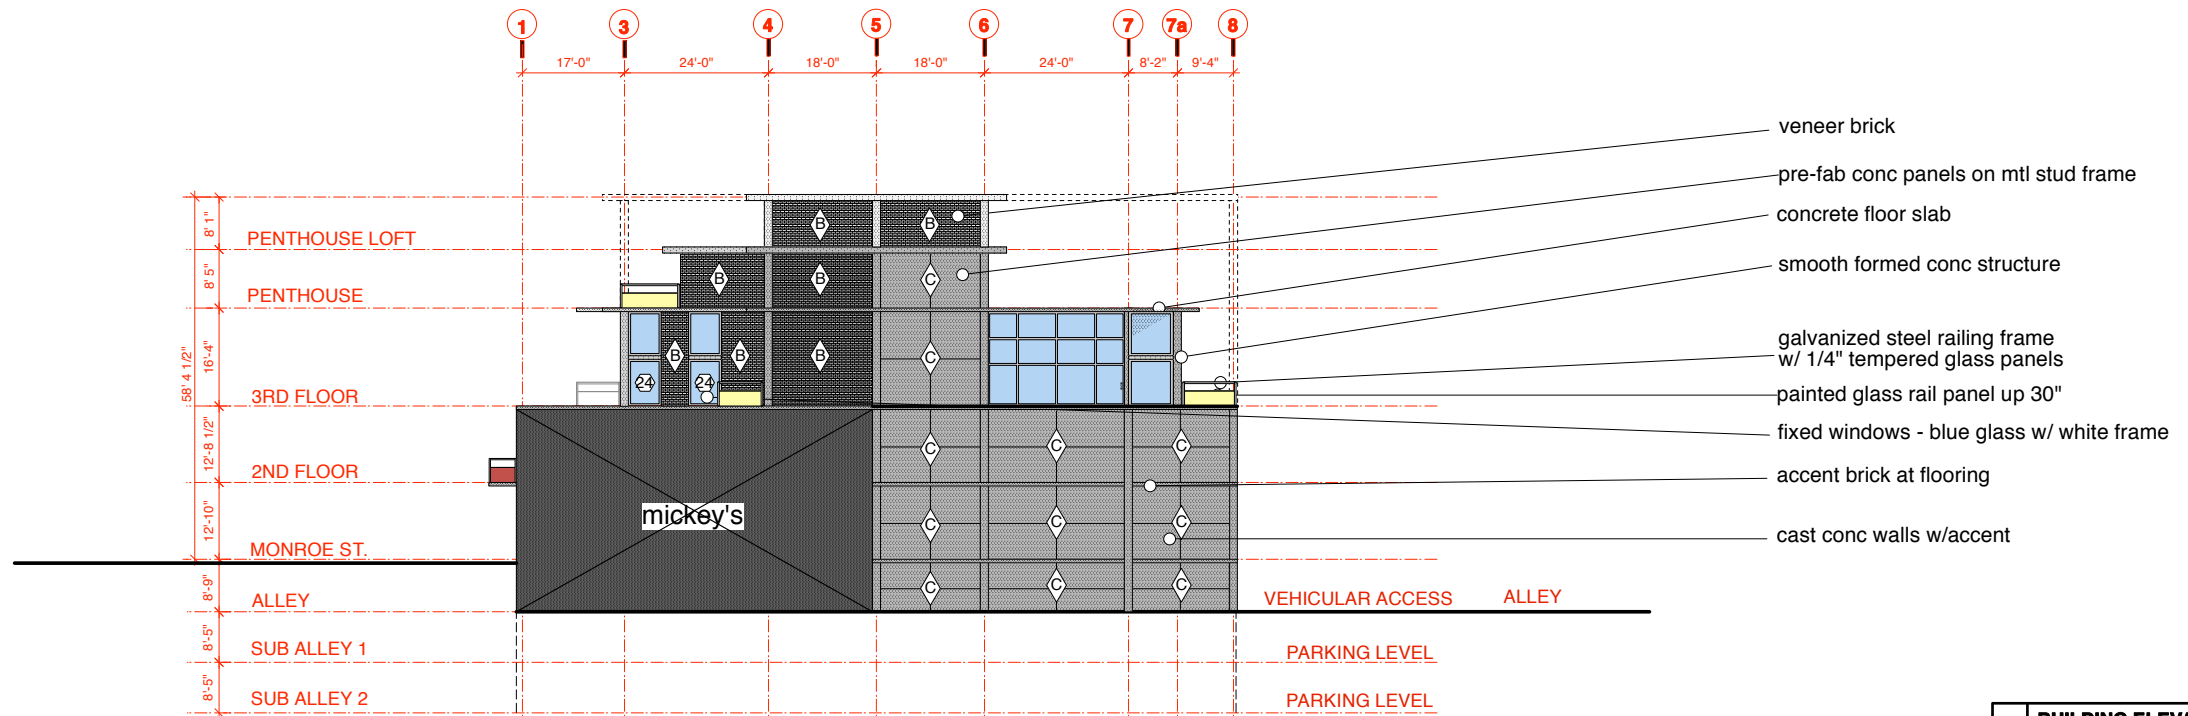 1 3 4 5 6 7 7a 8
17'-0" 24'-0" 18'-0" 18'-0" 24'-0" 8'-2" 9'-4"
veneer brick
pre-fab conc panels on mtl stud frame
concrete floor slab
smooth formed conc structure
galvanized steel railing frame
w/ 1/4" tempered glass panels
painted glass rail panel up 30"
fixed windows - blue glass w/ white frame
accent brick at flooring
cast conc walls w/accent
58' 4 1/2"
8' 1"
PENTHOUSE LOFT
8' 5"
PENTHOUSE
16'-4"
3RD FLOOR
12'-8 1/2"
2ND FLOOR
12'-10"
MONROE ST.
8'-9"
ALLEY
8'-5"
SUB ALLEY 1
8'-5"
SUB ALLEY 2
B B
B B C
B B B C
24 24
C C C
mickey's
C C C
C C C
VEHICULAR ACCESS ALLEY
PARKING LEVEL
PARKING LEVEL